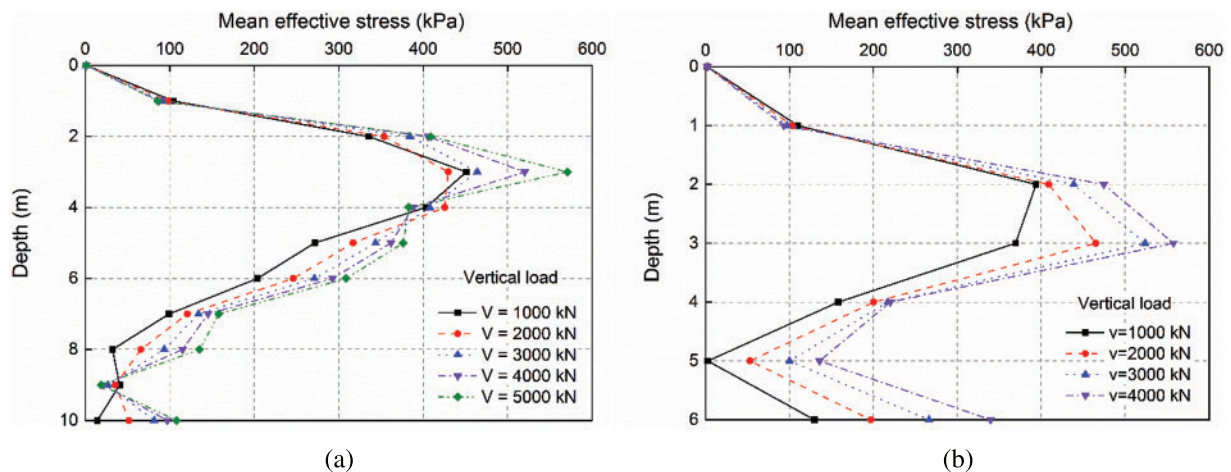 Mean effective stress (kPa)
0 100 200 300 400 500 600
0
2
4
6
8
10
Depth (m)
Vertical load
V = 1000 kN
V = 2000 kN
V = 3000 kN
V = 4000 kN
V = 5000 kN
(a)
Mean effective stress (kPa)
0 100 200 300 400 500 600
0
1
2
3
4
5
6
Depth (m)
Vertical load
v=1000 kN
v=2000 kN
v=3000 kN
v=4000 kN
(b)